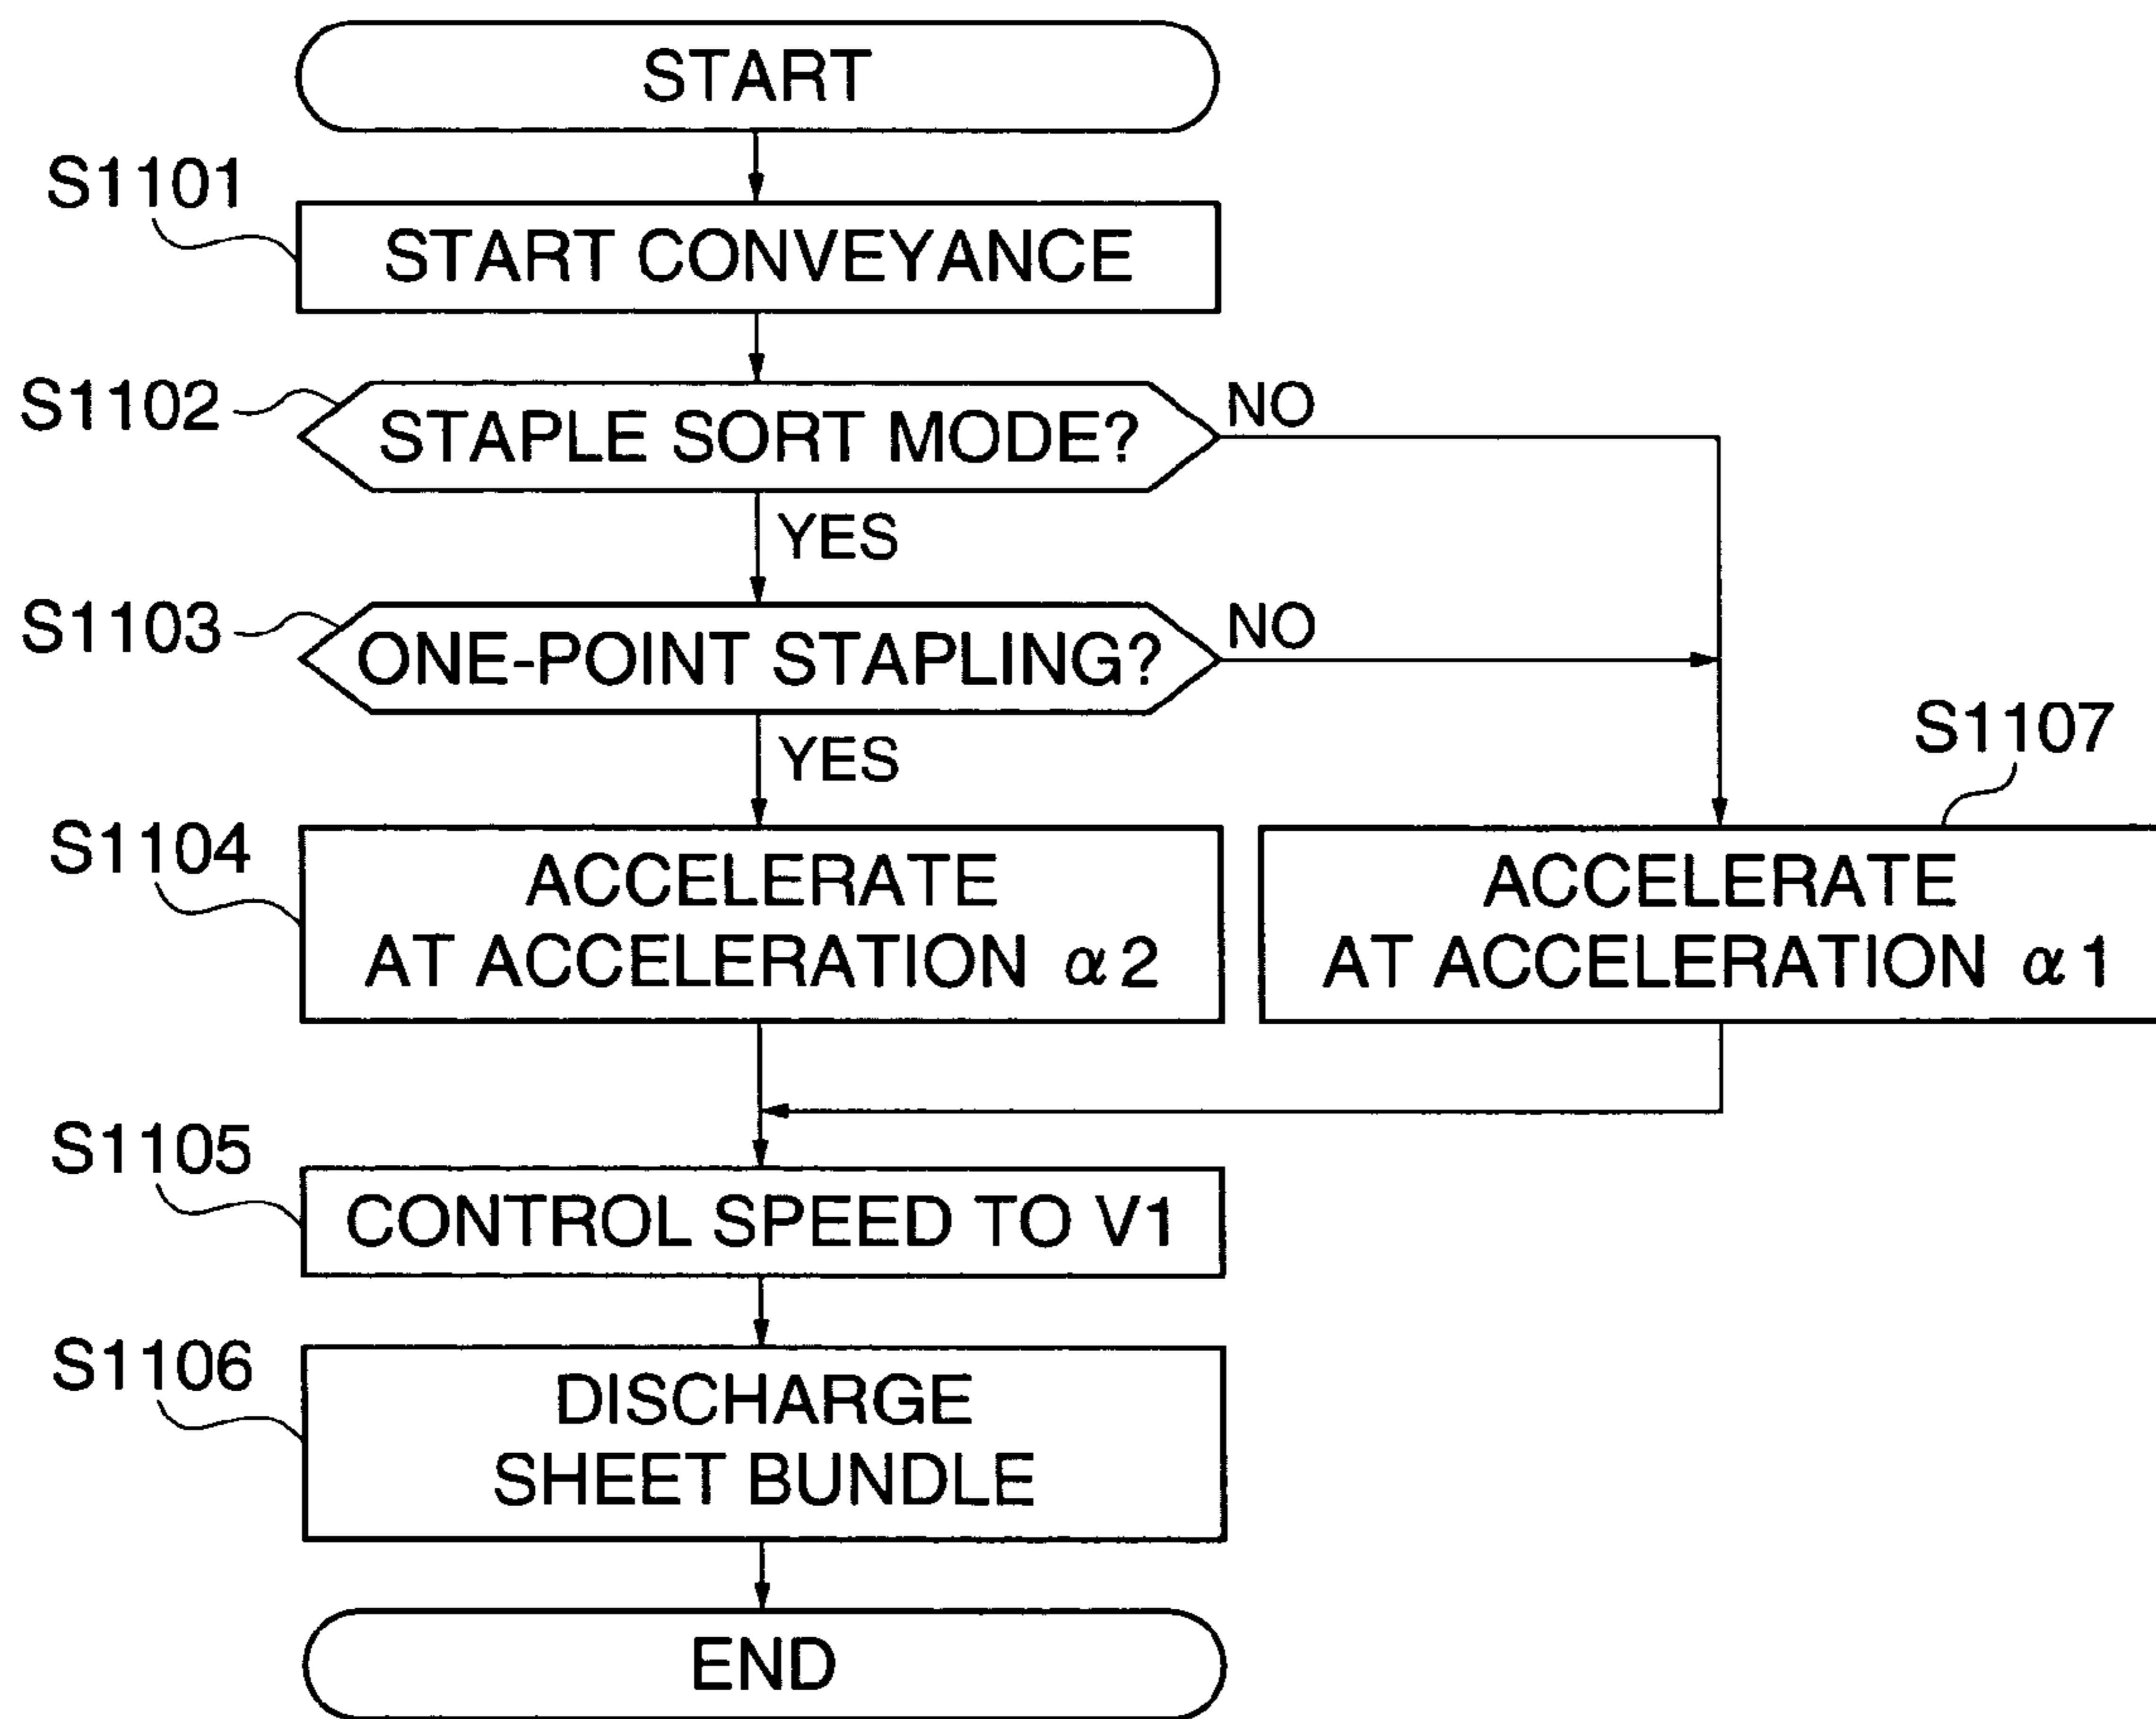 START
S1101
START CONVEYANCE
S1102
STAPLE SORT MODE?
NO
YES
S1103
ONE-POINT STAPLING?
NO
YES
S1107
S1104
ACCELERATE
AT ACCELERATION α2
ACCELERATE
AT ACCELERATION α1
S1105
CONTROL SPEED TO V1
S1106
DISCHARGE
SHEET BUNDLE
END